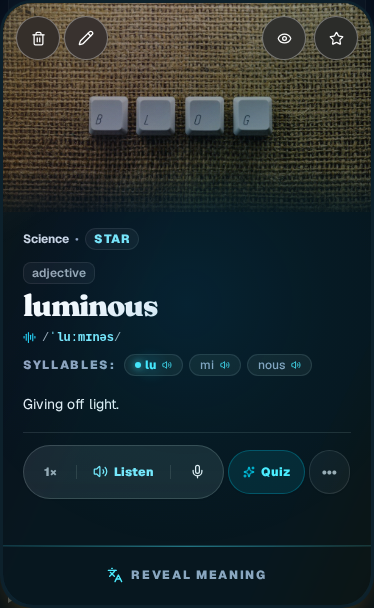 B L O G
Science • STAR
adjective
luminous
/ˈluːmɪnəs/
SYLLABLES: lu mi nous
Giving off light.
1× Listen Quiz
REVEAL MEANING